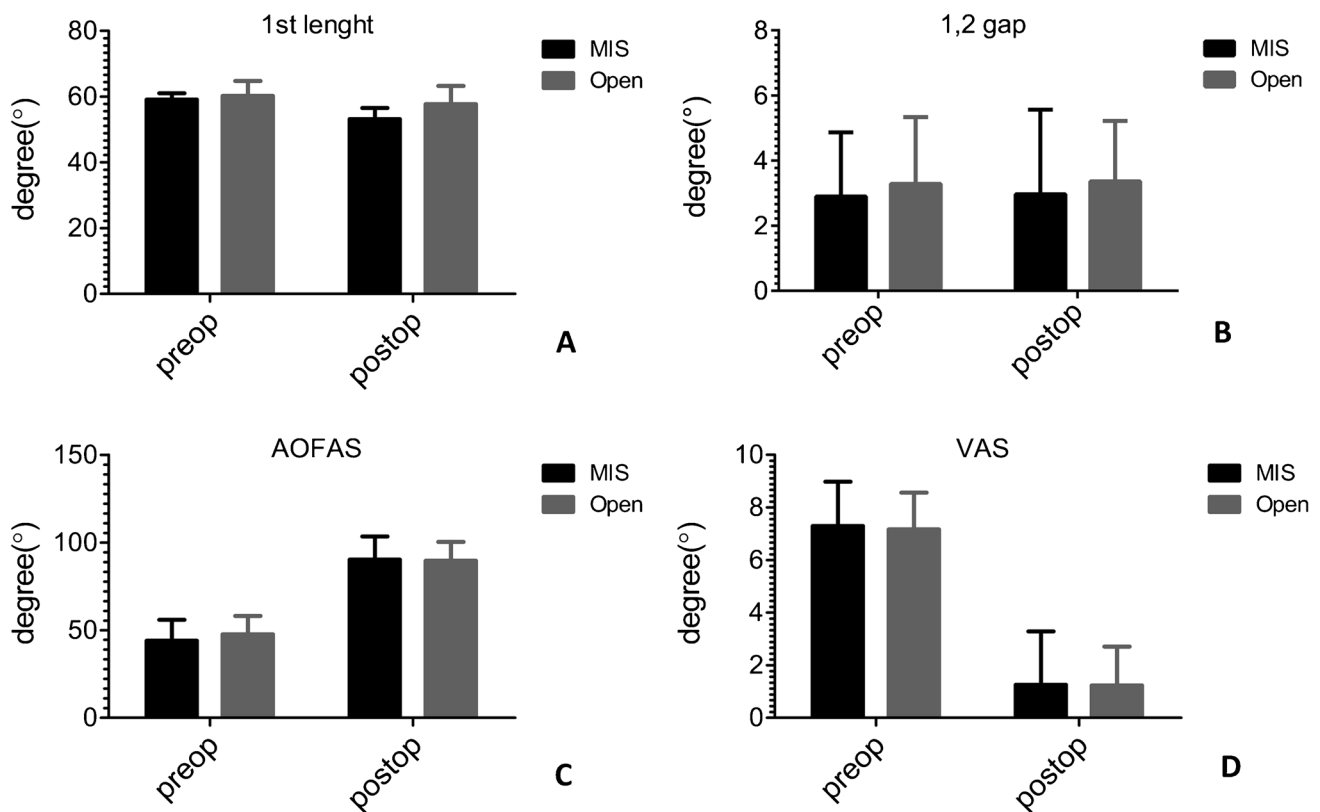 1st lenght
degree(°)
80
60
40
20
0
preop
postop
MIS
Open
A
1,2 gap
degree(°)
8
6
4
2
0
preop
postop
MIS
Open
B
AOFAS
degree(°)
150
100
50
0
preop
postop
MIS
Open
C
VAS
degree(°)
10
8
6
4
2
0
preop
postop
MIS
Open
D